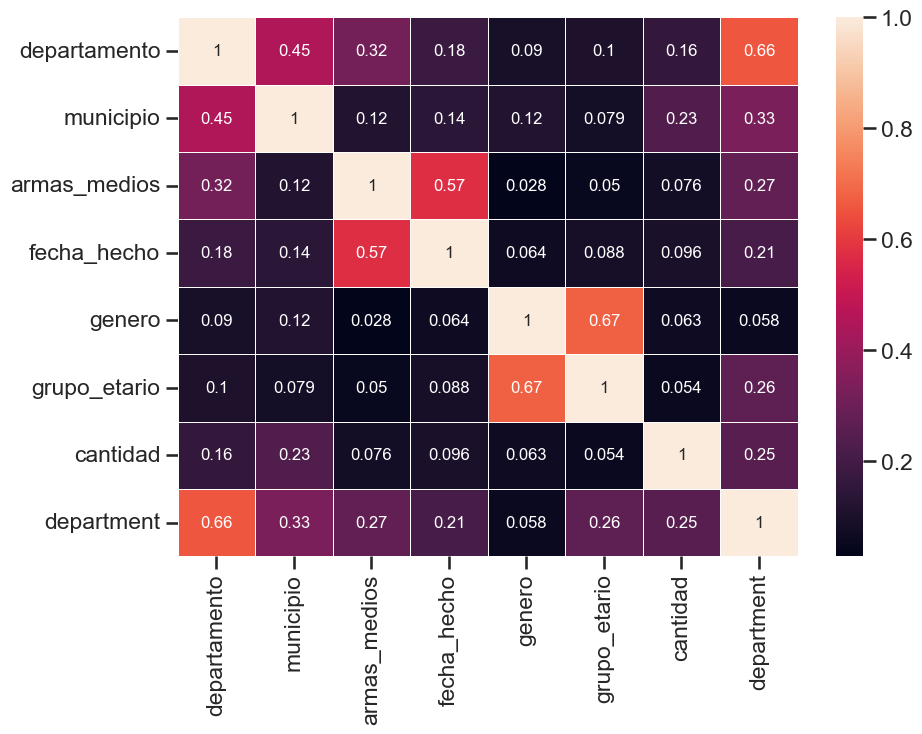 departamento 1 0.45 0.32 0.18 0.09 0.1 0.16 0.66
municipio 0.45 1 0.12 0.14 0.12 0.079 0.23 0.33
armas_medios 0.32 0.12 1 0.57 0.028 0.05 0.076 0.27
fecha_hecho 0.18 0.14 0.57 1 0.064 0.088 0.096 0.21
genero 0.09 0.12 0.028 0.064 1 0.67 0.063 0.058
grupo_etario 0.1 0.079 0.05 0.088 0.67 1 0.054 0.26
cantidad 0.16 0.23 0.076 0.096 0.063 0.054 1 0.25
department 0.66 0.33 0.27 0.21 0.058 0.26 0.25 1
departamento
municipio
armas_medios
fecha_hecho
genero
grupo_etario
cantidad
department
1.0
0.8
0.6
0.4
0.2